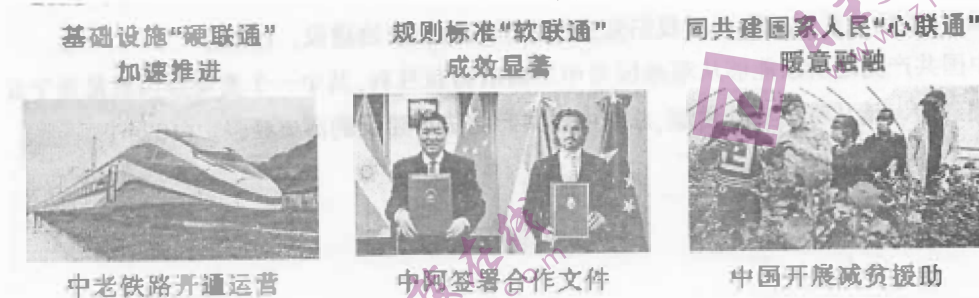 基础设施“硬联通”
加速推进
规则标准“软联通”
成效显著
同共建国家人民“心联通”
暖意融融
中老铁路开通运营
中阿签署合作文件
中国开展减贫援助